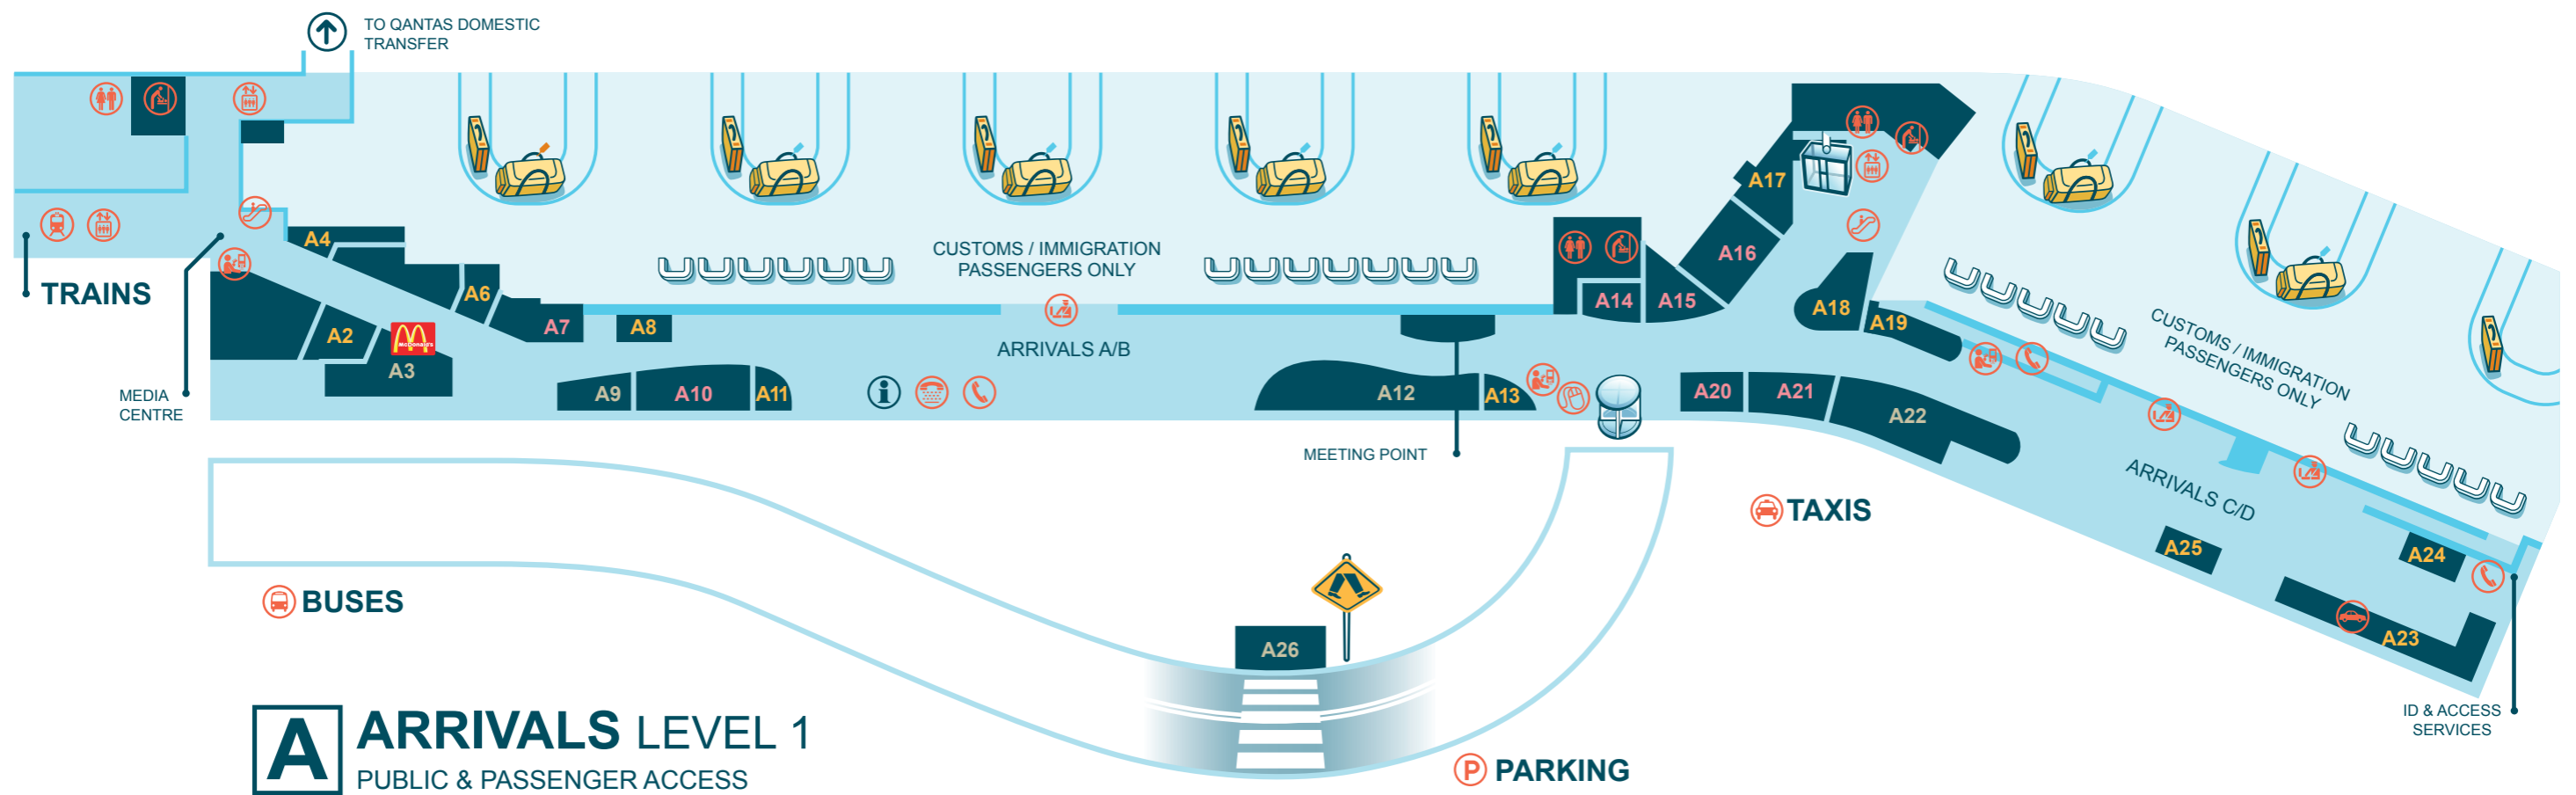 TO QANTAS DOMESTIC
TRANSFER
TRAINS
MEDIA
CENTRE
A4
A6
A2
McDonald's
A3
A7
A8
A9
A10
A11
CUSTOMS / IMMIGRATION
PASSENGERS ONLY
ARRIVALS A/B
A12
A13
MEETING POINT
A14
A15
A16
A17
A18
A19
A20
A21
A22
CUSTOMS / IMMIGRATION
PASSENGERS ONLY
ARRIVALS C/D
A25
A24
A23
ID & ACCESS
SERVICES
TAXIS
BUSES
A26
P PARKING
A
ARRIVALS LEVEL 1
PUBLIC & PASSENGER ACCESS